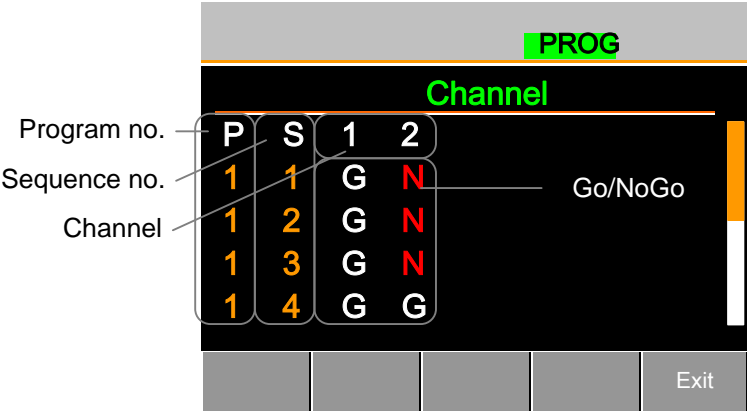 PROG
Channel
Program no. P S 1 2
Sequence no. 1 1 G N Go/NoGo
Channel 1 2 G N
1 3 G N
1 4 G G
Exit